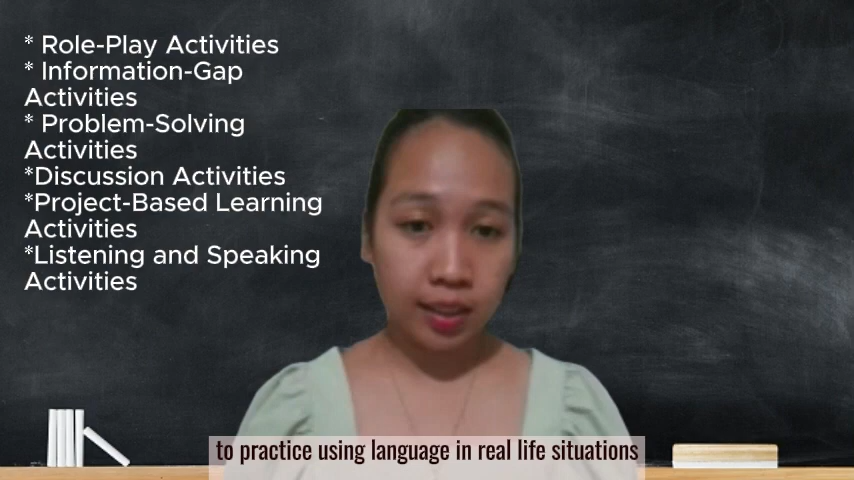 * Role-Play Activities
* Information-Gap
Activities
* Problem-Solving
Activities
*Discussion Activities
*Project-Based Learning
Activities
*Listening and Speaking
Activities
to practice using language in real life situations